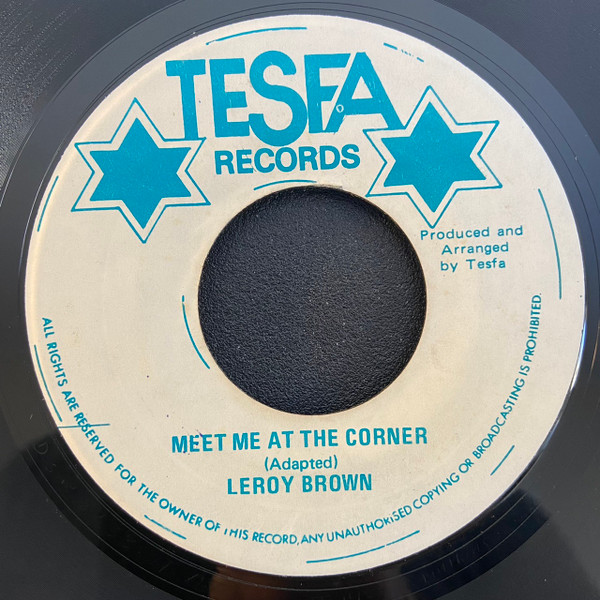 TESFA
RECORDS
Produced and
Arranged
by Tesfa
MEET ME AT THE CORNER
(Adapted)
LEROY BROWN
ALL RIGHTS ARE RESERVED FOR THE OWNER OF THIS RECORD, ANY UNAUTHORISED COPYING OR BROADCASTING IS PROHIBITED.